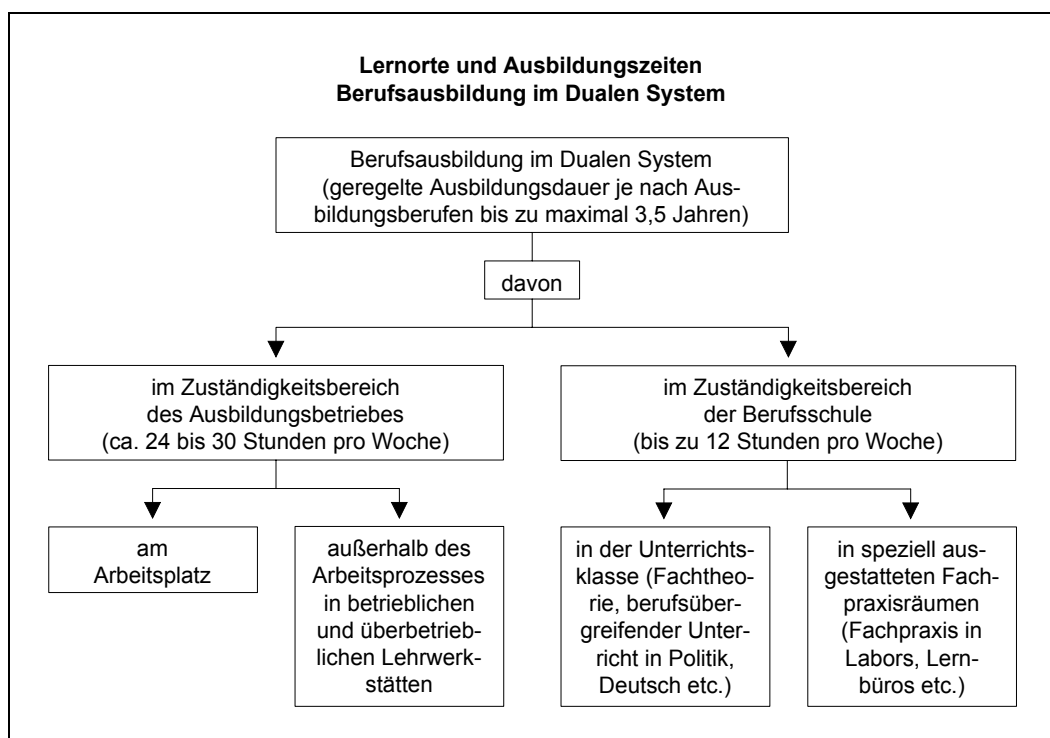 Lernorte und Ausbildungszeiten
Berufsausbildung im Dualen System
Berufsausbildung im Dualen System
(geregelte Ausbildungsdauer je nach Aus-
bildungsberufen bis zu maximal 3,5 Jahren)
davon
im Zuständigkeitsbereich
des Ausbildungsbetriebes
(ca. 24 bis 30 Stunden pro Woche)
im Zuständigkeitsbereich
der Berufsschule
(bis zu 12 Stunden pro Woche)
am
Arbeitsplatz
außerhalb des
Arbeitsprozesses
in betrieblichen
und überbetrieb-
lichen Lehrwerk-
stätten
in der Unterrichts-
klasse (Fachtheo-
rie, berufsüber-
greifender Unter-
richt in Politik,
Deutsch etc.)
in speziell aus-
gestatteten Fach-
praxisräumen
(Fachpraxis in
Labors, Lern-
büros etc.)